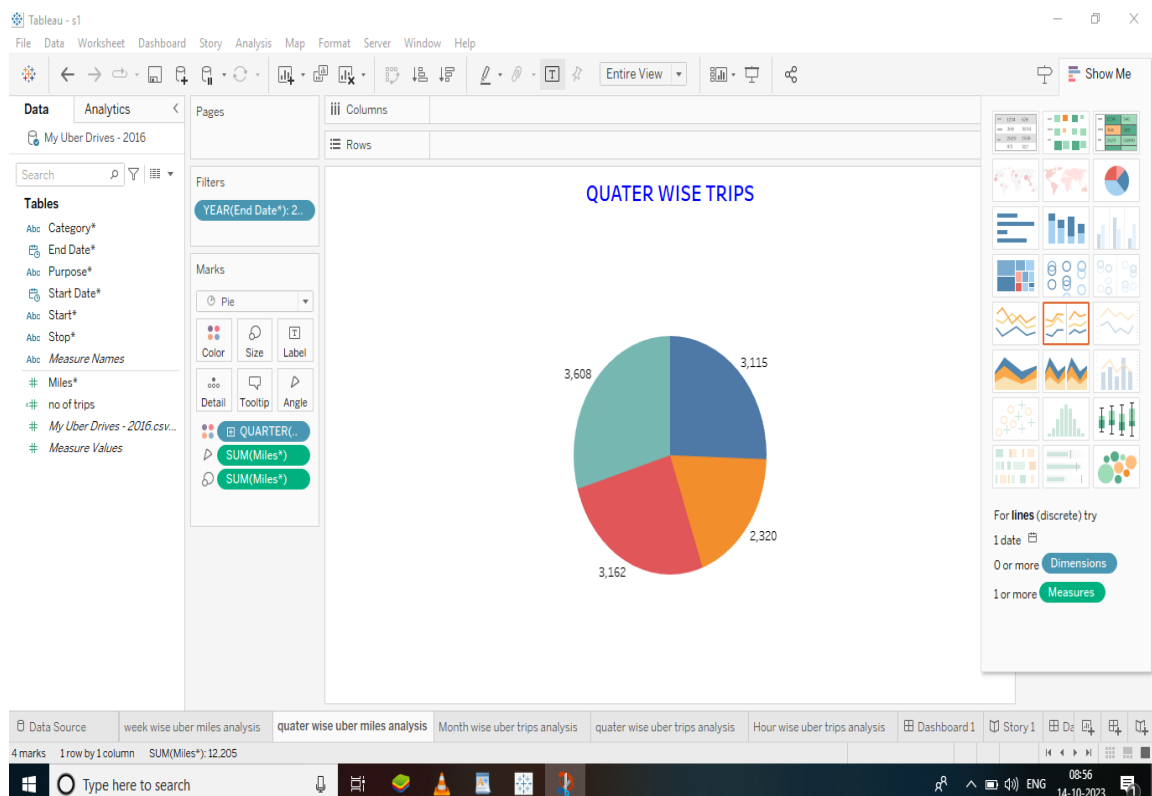 Tableau - s1
File Data Worksheet Dashboard Story Analysis Map Format Server Window Help
Entire View
Show Me
Data Analytics
My Uber Drives - 2016
Search
Tables
Abc Category*
End Date*
Abc Purpose*
Start Date*
Abc Start*
Abc Stop*
Abc Measure Names
# Miles*
=# no of trips
# My Uber Drives - 2016.csv...
# Measure Values
Pages
Filters
YEAR(End Date*): 2..
Marks
Pie
Color Size Label
Detail Tooltip Angle
QUARTER(..
SUM(Miles*)
SUM(Miles*)
Columns
Rows
QUATER WISE TRIPS
3,608
3,115
2,320
3,162
For lines (discrete) try
1 date
0 or more Dimensions
1 or more Measures
Data Source week wise uber miles analysis quater wise uber miles analysis Month wise uber trips analysis quater wise uber trips analysis Hour wise uber trips analysis Dashboard 1 Story 1 Da
4 marks 1 row by 1 column SUM(Miles*): 12,205
Type here to search
ENG
08:56
14-10-2023